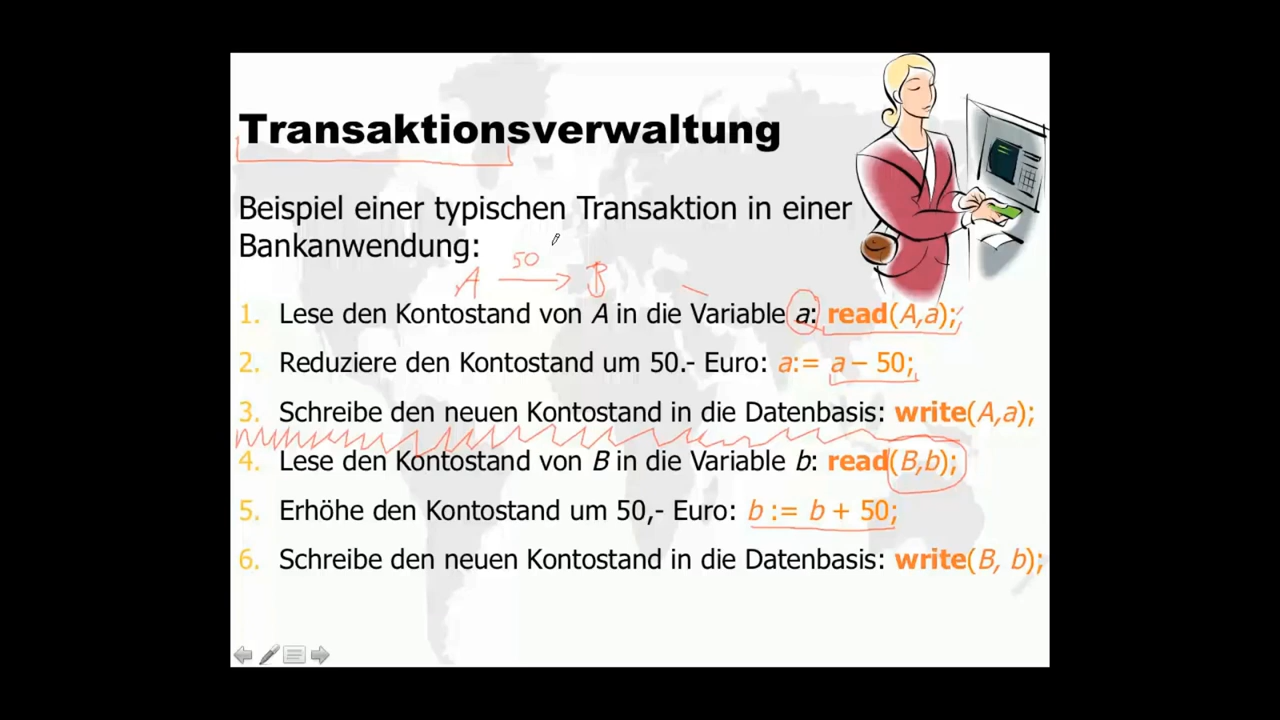 Transaktionsverwaltung
Beispiel einer typischen Transaktion in einer
Bankanwendung:
A 50 B
1. Lese den Kontostand von A in die Variable a: read(A,a);
2. Reduziere den Kontostand um 50.- Euro: a:= a – 50;
3. Schreibe den neuen Kontostand in die Datenbasis: write(A,a);
4. Lese den Kontostand von B in die Variable b: read(B,b);
5. Erhöhe den Kontostand um 50,- Euro: b := b + 50;
6. Schreibe den neuen Kontostand in die Datenbasis: write(B, b);